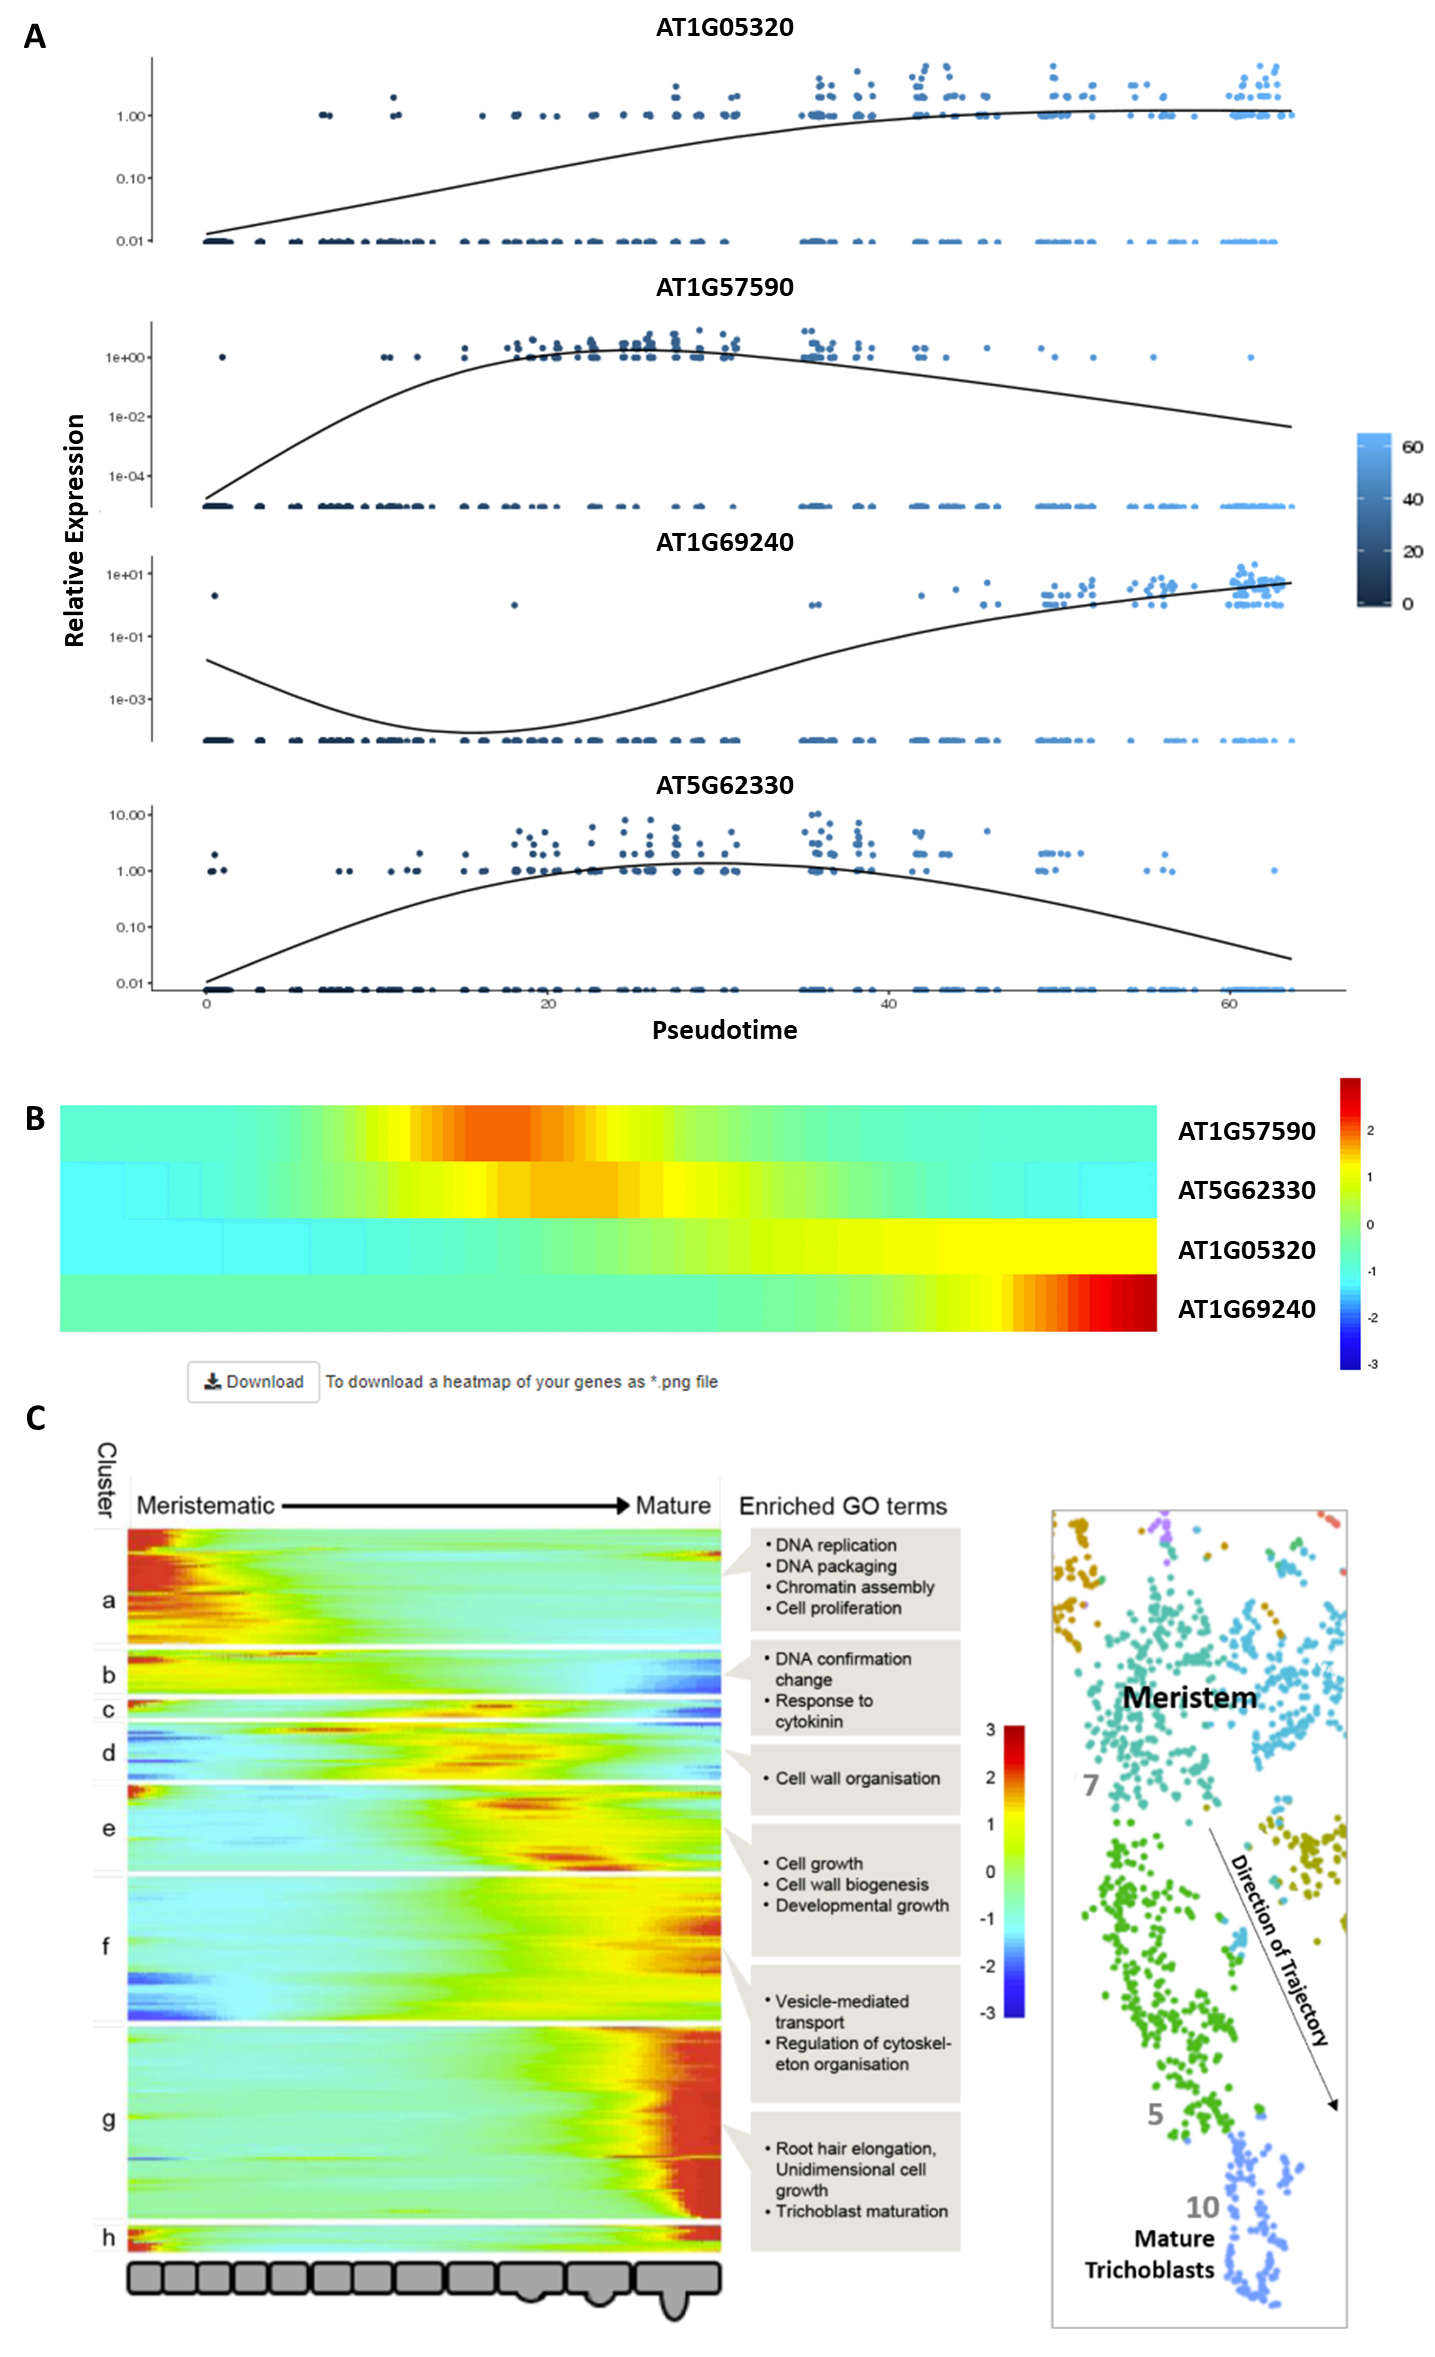 A
AT1G05320
1.00
0.10
0.01
AT1G57590
1e+00
1e-02
1e-04
AT1G69240
1e+01
1e-01
1e-03
AT5G62330
10.00
1.00
0.10
0.01
0 20 40 60
Pseudotime
Relative Expression
60
40
20
0
B
AT1G57590
AT5G62330
AT1G05320
AT1G69240
2
1
0
-1
-2
-3
Download To download a heatmap of your genes as *.png file
C
Cluster
Meristematic Mature
Enriched GO terms
a
b
c
d
e
f
g
h
• DNA replication
• DNA packaging
• Chromatin assembly
• Cell proliferation
• DNA confirmation
change
• Response to
cytokinin
• Cell wall organisation
• Cell growth
• Cell wall biogenesis
• Developmental growth
• Vesicle-mediated
transport
• Regulation of cytoskel-
eton organisation
• Root hair elongation,
Unidimensional cell
growth
• Trichoblast maturation
3
2
1
0
-1
-2
-3
Meristem
7
Direction of Trajectory
5
10
Mature
Trichoblasts